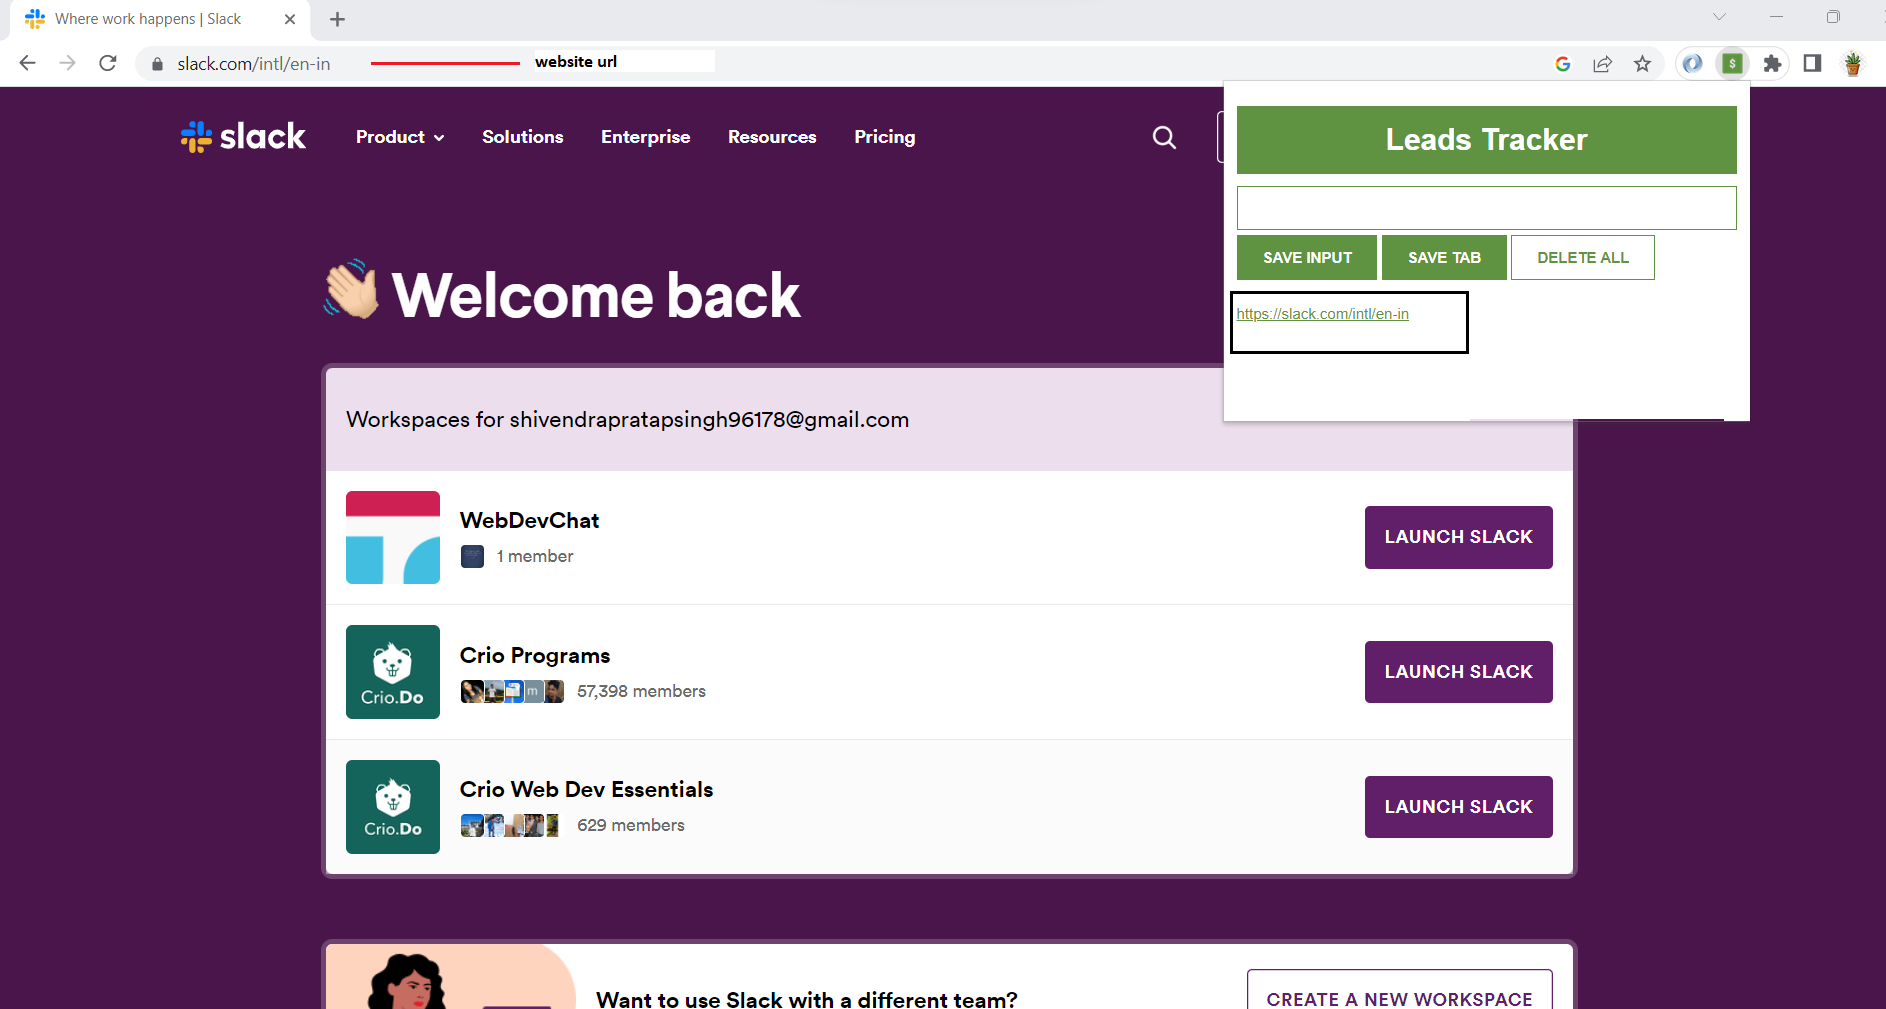 Where work happens | Slack
slack.com/intl/en-in
website url
slack
Product
Solutions
Enterprise
Resources
Pricing
Leads Tracker
SAVE INPUT
SAVE TAB
DELETE ALL
https://slack.com/intl/en-in
Welcome back
Workspaces for shivendrapratapsingh96178@gmail.com
WebDevChat
1 member
LAUNCH SLACK
Crio.Do
Crio Programs
m
57,398 members
LAUNCH SLACK
Crio.Do
Crio Web Dev Essentials
629 members
LAUNCH SLACK
Want to use Slack with a different team?
CREATE A NEW WORKSPACE